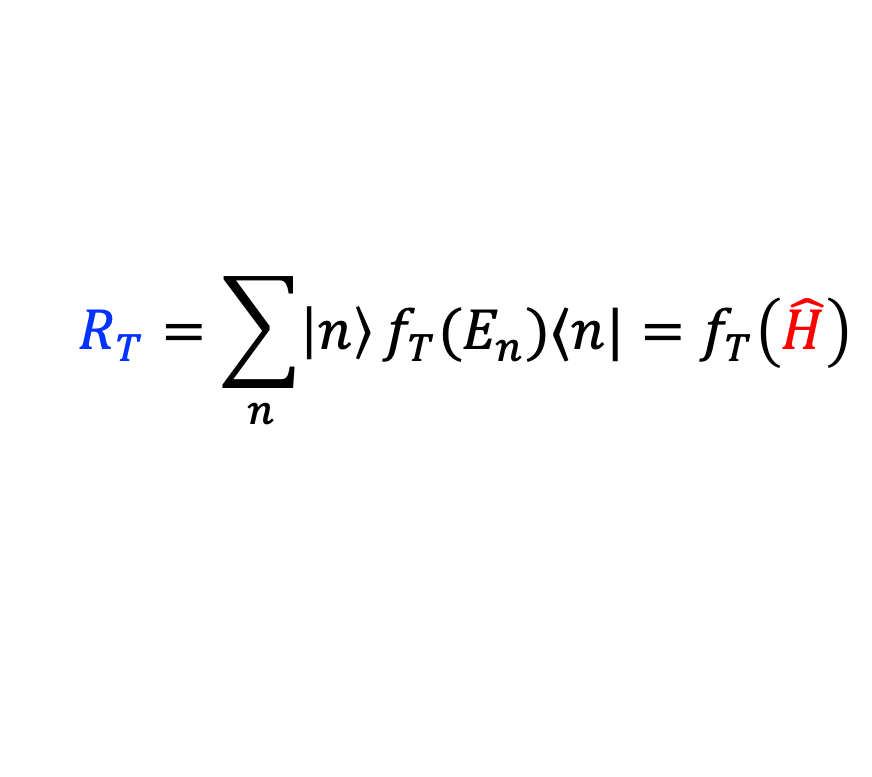 R_T = ∑_n |n⟩ f_T(E_n)⟨n| = f_T(Ĥ)